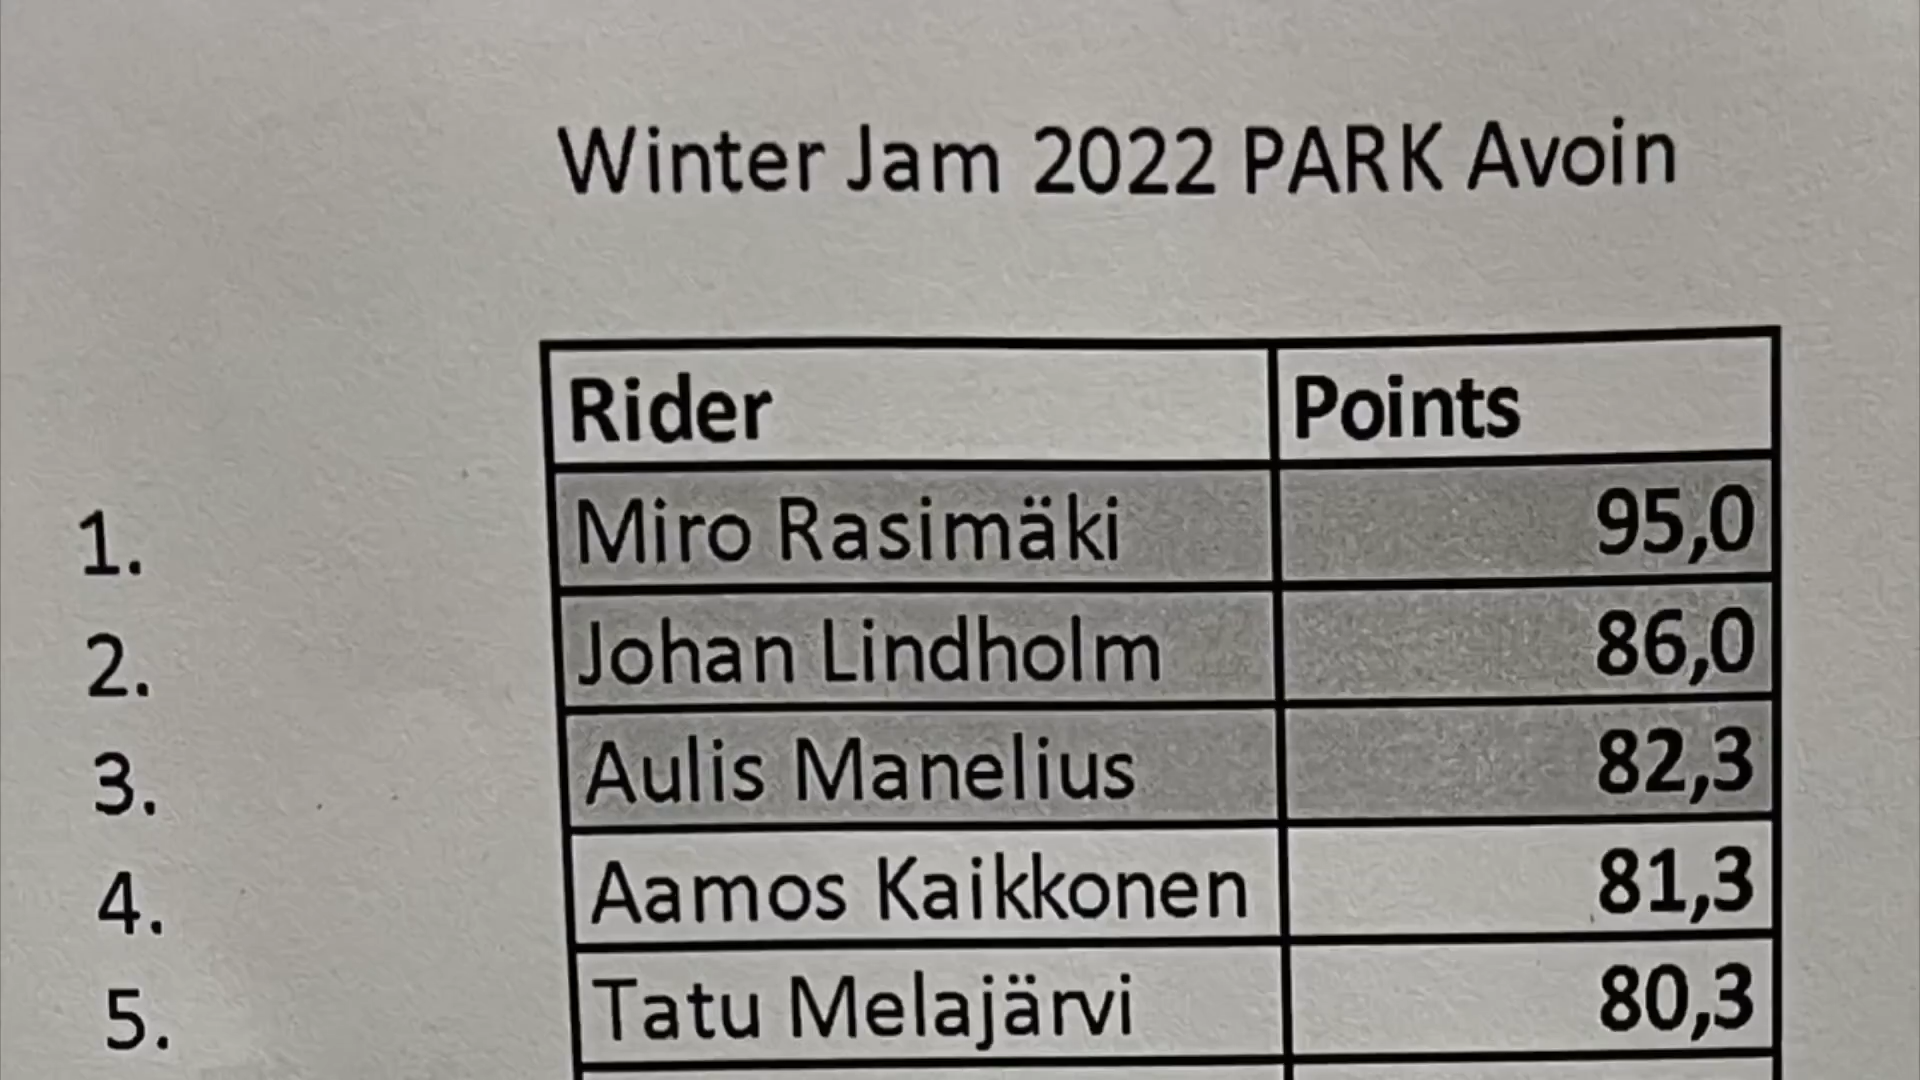 Winter Jam 2022 PARK Avoin
Rider Points
1. Miro Rasimäki 95,0
2. Johan Lindholm 86,0
3. Aulis Manelius 82,3
4. Aamos Kaikkonen 81,3
5. Tatu Melajärvi 80,3